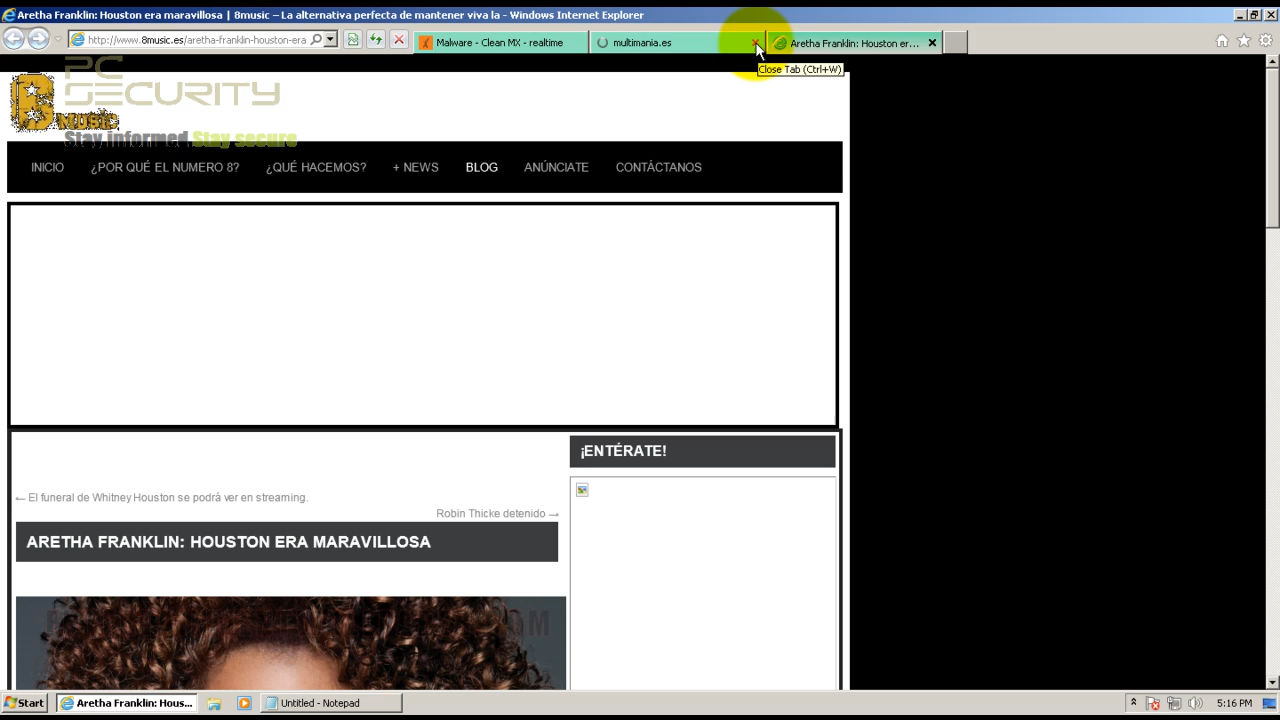 Aretha Franklin: Houston era maravillosa | 8music – La alternativa perfecta de mantener viva la - Windows Internet Explorer
http://www.8music.es/aretha-franklin-houston-era
Malware - Clean MX - realtime
multimania.es
Aretha Franklin: Houston er...
Close Tab (Ctrl+W)
PC
SECURITY
MUSIC
Stay informed Stay secure
INICIO
¿POR QUÉ EL NUMERO 8?
¿QUÉ HACEMOS?
+ NEWS
BLOG
ANÚNCIATE
CONTÁCTANOS
¡ENTÉRATE!
← El funeral de Whitney Houston se podrá ver en streaming.
Robin Thicke detenido →
ARETHA FRANKLIN: HOUSTON ERA MARAVILLOSA
Start
Aretha Franklin: Hous...
Untitled - Notepad
5:16 PM